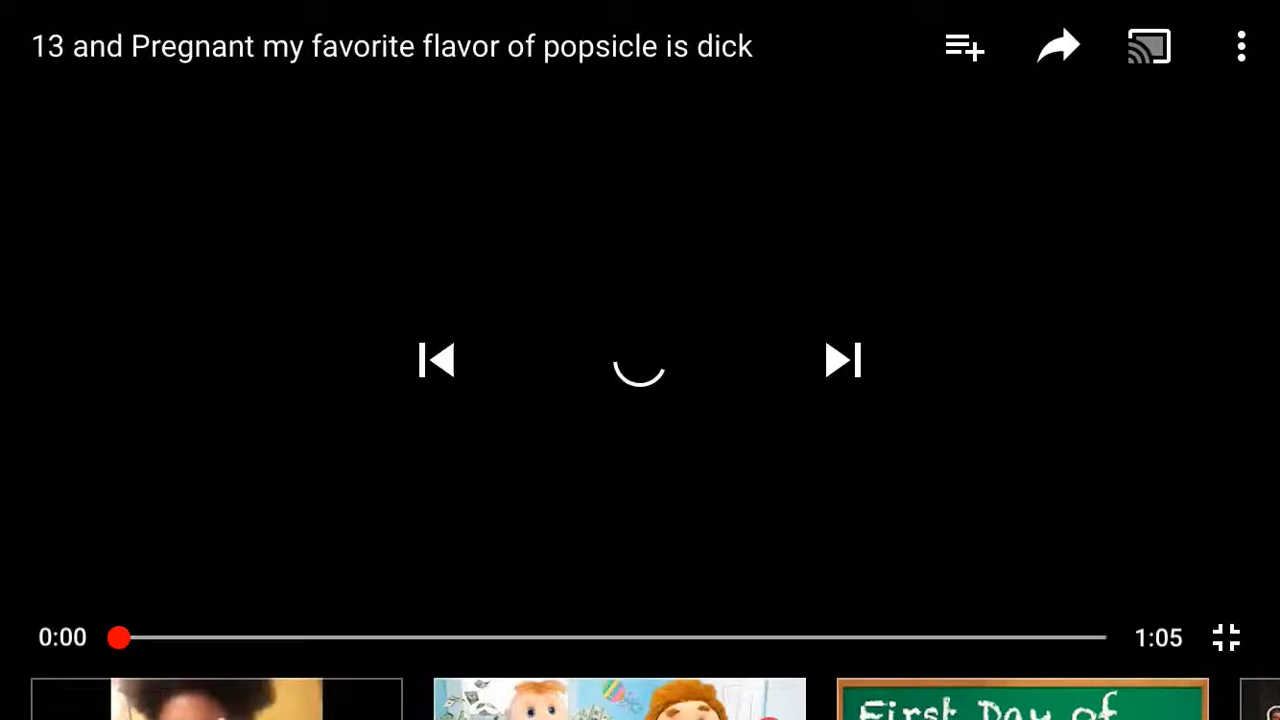 13 and Pregnant my favorite flavor of popsicle is dick
0:00
1:05
First Day of